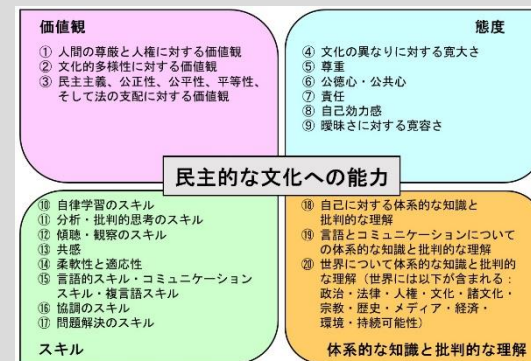 価値観
① 人間の尊厳と人権に対する価値観
② 文化的多様性に対する価値観
③ 民主主義、公正性、公平性、平等性、
そして法の支配に対する価値観
態度
④ 文化の異なりに対する寛大さ
⑤ 尊重
⑥ 公徳心・公共心
⑦ 責任
⑧ 自己効力感
⑨ 曖昧さに対する寛容さ
民主的な文化への能力
⑩ 自律学習のスキル
⑪ 分析・批判的思考のスキル
⑫ 傾聴・観察のスキル
⑬ 共感
⑭ 柔軟性と適応性
⑮ 言語的スキル・コミュニケーション
スキル・複言語スキル
⑯ 協調のスキル
⑰ 問題解決のスキル
スキル
⑱ 自己に対する体系的な知識と
批判的な理解
⑲ 言語とコミュニケーションについて
の体系的な知識と批判的な理解
⑳ 世界について体系的な知識と批判的
な理解（世界には以下が含まれる：
政治・法律・人権・文化・諸文化・
宗教・歴史・メディア・経済・
環境・持続可能性）
体系的な知識と批判的な理解